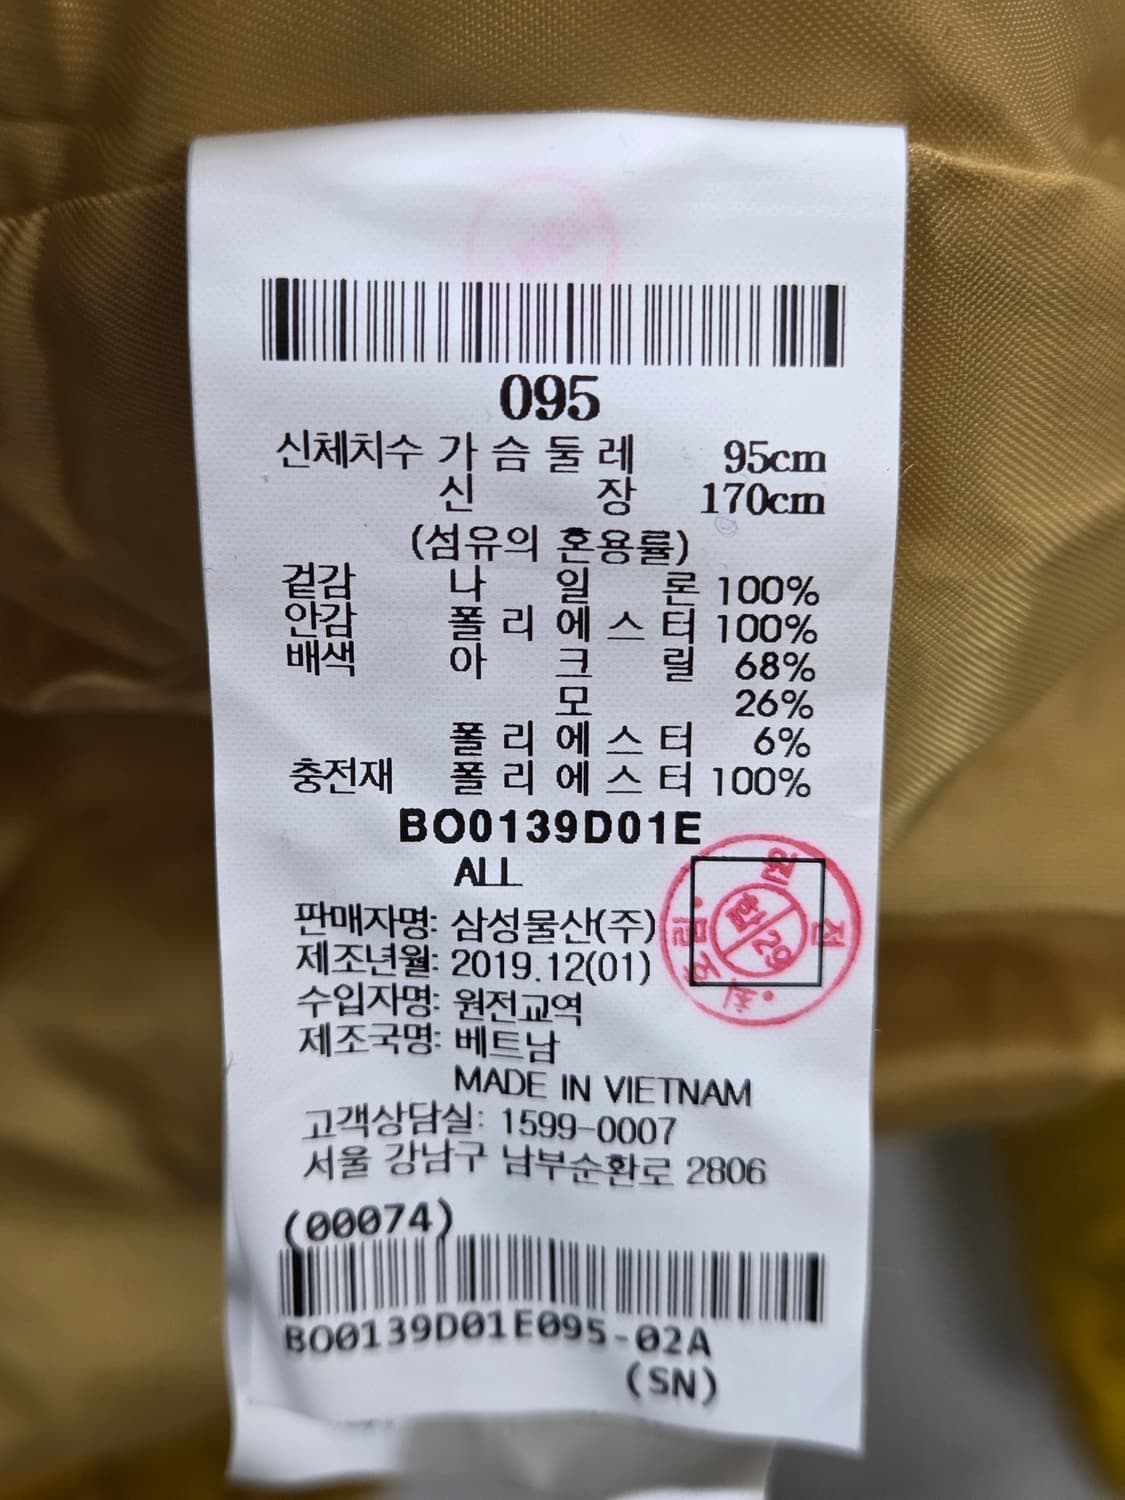 095
신체치수 가슴둘레 95cm
신장 170cm
(섬유의 혼용률)
겉감 나일론 100%
안감 폴리에스터 100%
배색 아크릴 68%
모 26%
폴리에스터 6%
충전재 폴리에스터 100%
BO0139D01E
ALL
판매자명: 삼성물산(주)
제조년월: 2019.12(01)
수입자명: 원전교역
제조국명: 베트남
MADE IN VIETNAM
고객상담실: 1599-0007
서울 강남구 남부순환로 2806
(00074)
BO0139D01E095-02A
(SN)
원전
29